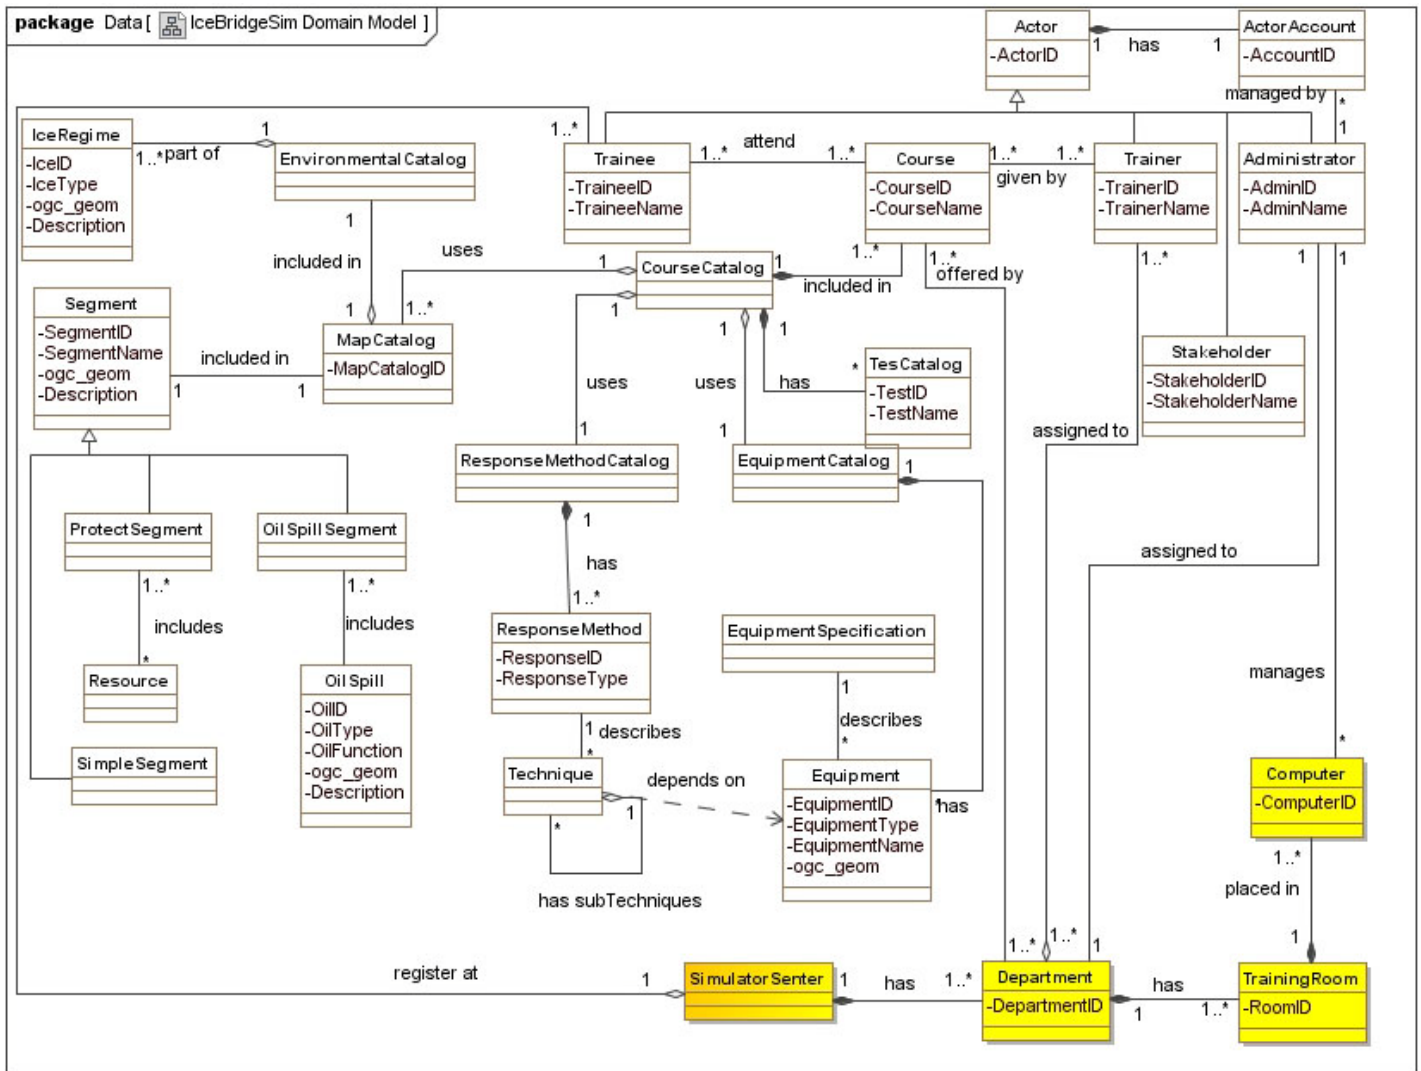 package Data [ IceBridgeSim Domain Model ]
Actor
-ActorID
1
has
1
ActorAccount
-AccountID
managed by
*
1
IceRegime
-IceID
-IceType
-ogc_geom
-Description
1..*
part of
1
EnvironmentalCatalog
1
included in
1
1..*
Trainee
-TraineeID
-TraineeName
1..*
attend
1..*
Course
-CourseID
-CourseName
1..*
given by
1..*
Trainer
-TrainerID
-TrainerName
Administrator
-AdminID
-AdminName
uses
1
1..*
CourseCatalog
1
included in
1..*
1..*
offered by
1..*
1
1
Segment
-SegmentID
-SegmentName
-ogc_geom
-Description
1
included in
1
MapCatalog
-MapCatalogID
1
uses
1
1
uses
1
1
has
*
TesCatalog
-TestID
-TestName
Stakeholder
-StakeholderID
-StakeholderName
assigned to
ResponseMethodCatalog
EquipmentCatalog
1
ProtectSegment
OilSpillSegment
1
has
1..*
assigned to
1..*
includes
*
1..*
includes
Resource
OilSpill
-OilID
-OilType
-OilFunction
-ogc_geom
-Description
SimpleSegment
ResponseMethod
-ResponseID
-ResponseType
EquipmentSpecification
1
describes
*
manages
*
1
describes
*
Technique
1
*
has subTechniques
depends on
Equipment
-EquipmentID
-EquipmentType
-EquipmentName
-ogc_geom
*
has
Computer
-ComputerID
1..*
placed in
1
register at
1
SimulatorSenter
1
has
1..*
1..*
1..*
1
Department
-DepartmentID
has
1
1..*
TrainingRoom
-RoomID